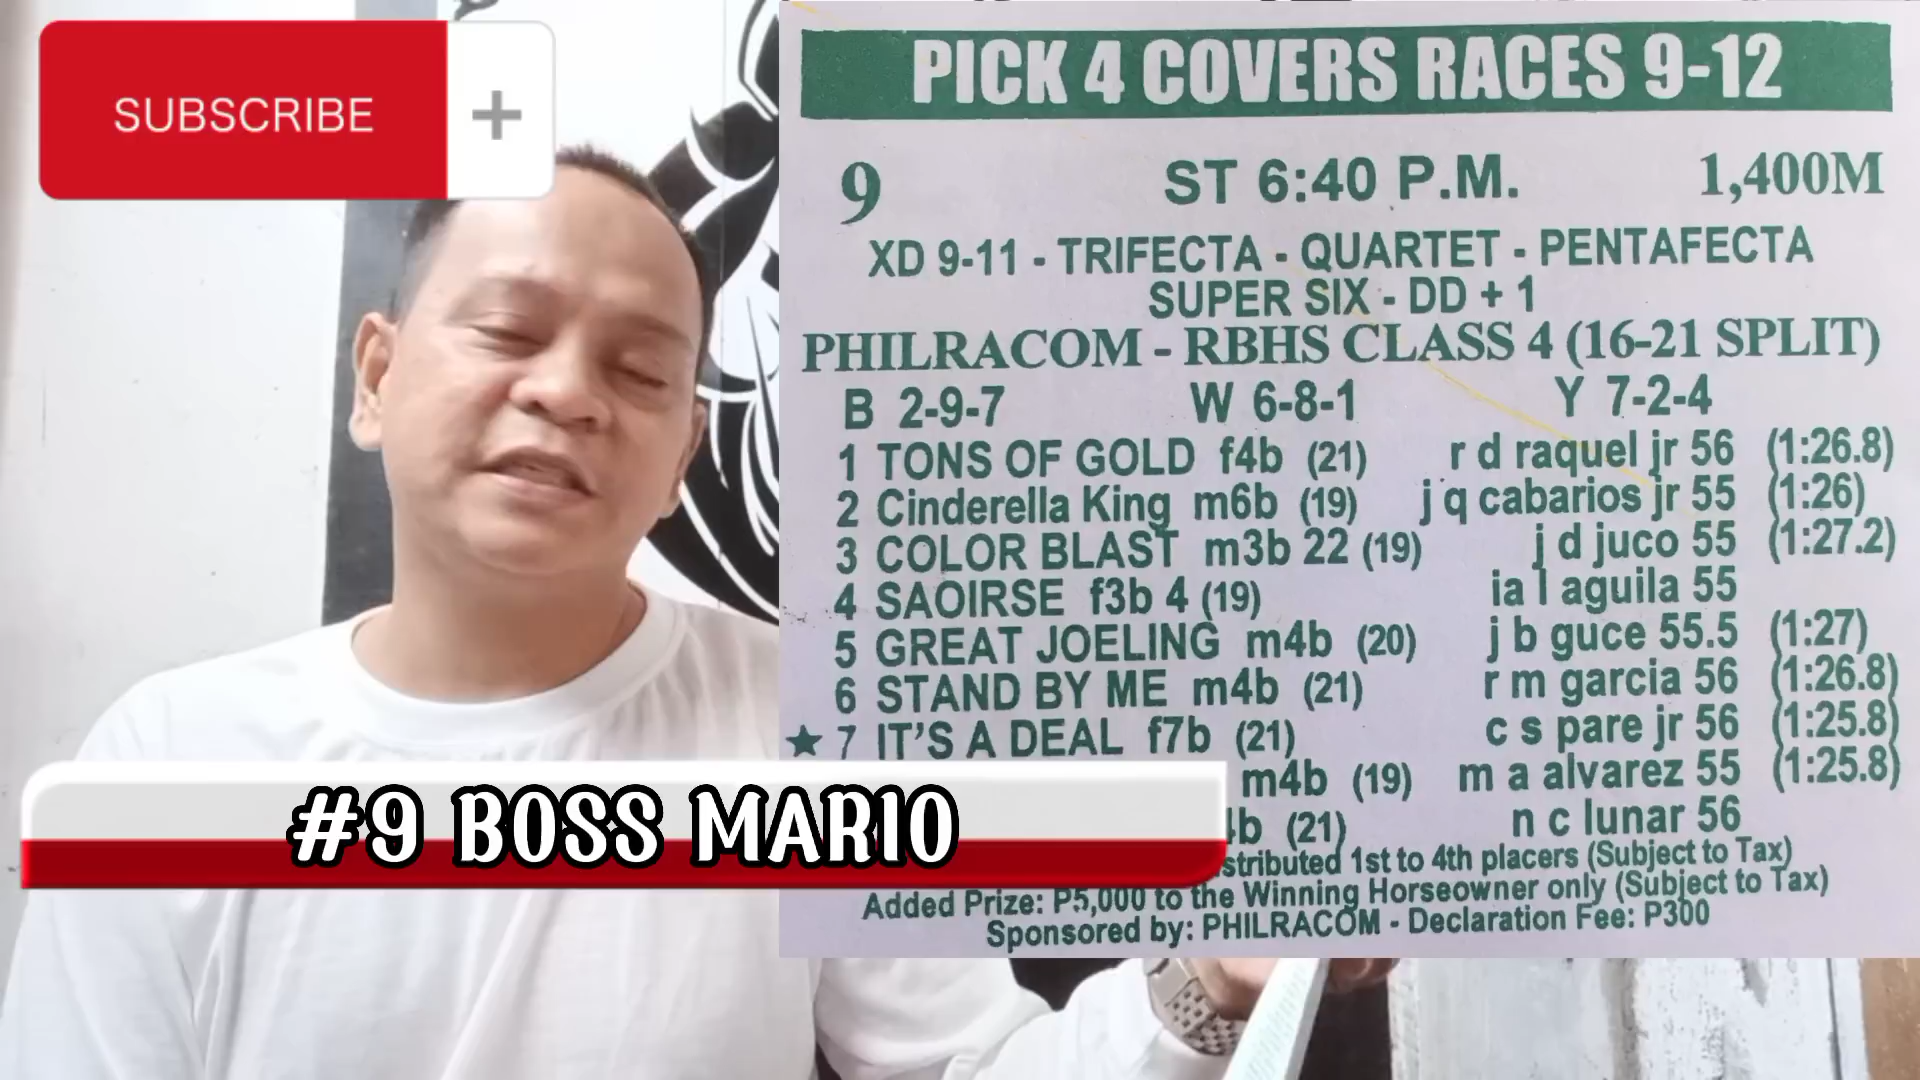 SUBSCRIBE +
PICK 4 COVERS RACES 9-12
9 ST 6:40 P.M. 1,400M
XD 9-11 - TRIFECTA - QUARTET - PENTAFECTA
SUPER SIX - DD + 1
PHILRACOM - RBHS CLASS 4 (16-21 SPLIT)
B 2-9-7 W 6-8-1 Y 7-2-4
1 TONS OF GOLD f4b (21) r d raquel jr 56 (1:26.8)
2 Cinderella King m6b (19) j q cabarios jr 55 (1:26)
3 COLOR BLAST m3b 22 (19) j d juco 55 (1:27.2)
4 SAOIRSE f3b 4 (19) ia l aguila 55
5 GREAT JOELING m4b (20) j b guce 55.5 (1:27)
6 STAND BY ME m4b (21) r m garcia 56 (1:26.8)
★ 7 IT'S A DEAL f7b (21) c s pare jr 56 (1:25.8)
m4b (19) m a alvarez 55 (1:25.8)
(21) n c lunar 56
1st to 4th placers (Subject to Tax)
Added Prize: P5,000 to the Winning Horseowner only (Subject to Tax)
Sponsored by: PHILRACOM - Declaration Fee: P300
#9 BOSS MARIO